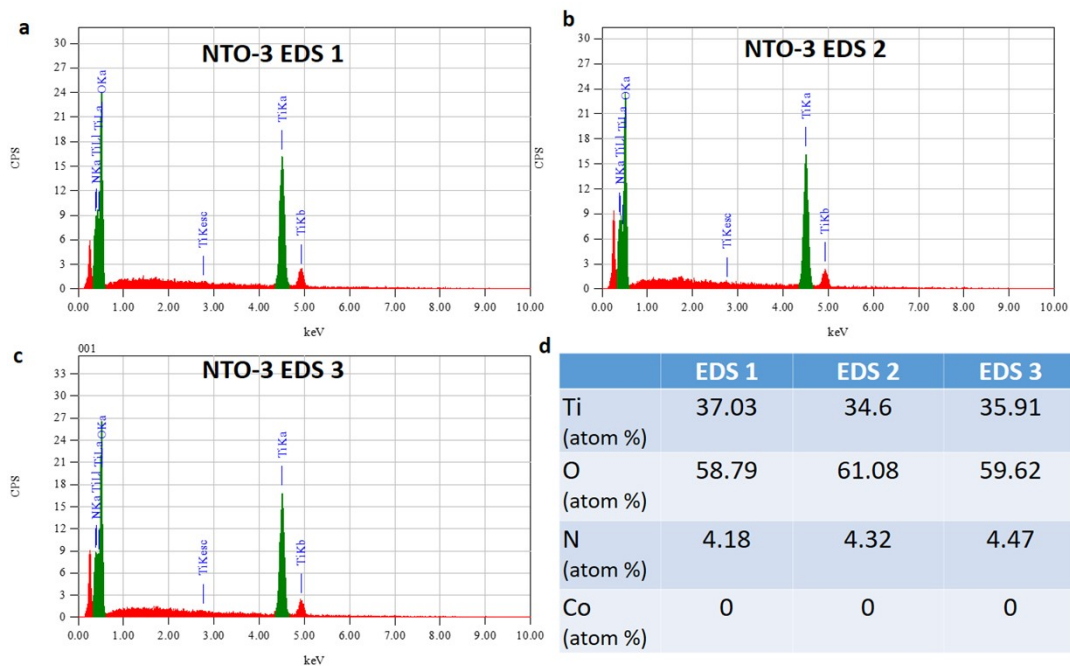 a
NTO-3 EDS 1
CPS
30
27
24
21
18
15
12
9
6
3
0
NKa TiLl TiLa OKa
TiKesc
TiKa
TiKb
0.00 1.00 2.00 3.00 4.00 5.00 6.00 7.00 8.00 9.00 10.00
keV
b
NTO-3 EDS 2
CPS
30
27
24
21
18
15
12
9
6
3
0
NKa TiLl TiLa OKa
TiKesc
TiKa
TiKb
0.00 1.00 2.00 3.00 4.00 5.00 6.00 7.00 8.00 9.00 10.00
keV
c
001
NTO-3 EDS 3
CPS
33
30
27
24
21
18
15
12
9
6
3
0
NKa TiLl TiLa OKa
TiKesc
TiKa
TiKb
0.00 1.00 2.00 3.00 4.00 5.00 6.00 7.00 8.00 9.00 10.00
keV
d
EDS 1 EDS 2 EDS 3
Ti (atom %) 37.03 34.6 35.91
O (atom %) 58.79 61.08 59.62
N (atom %) 4.18 4.32 4.47
Co (atom %) 0 0 0